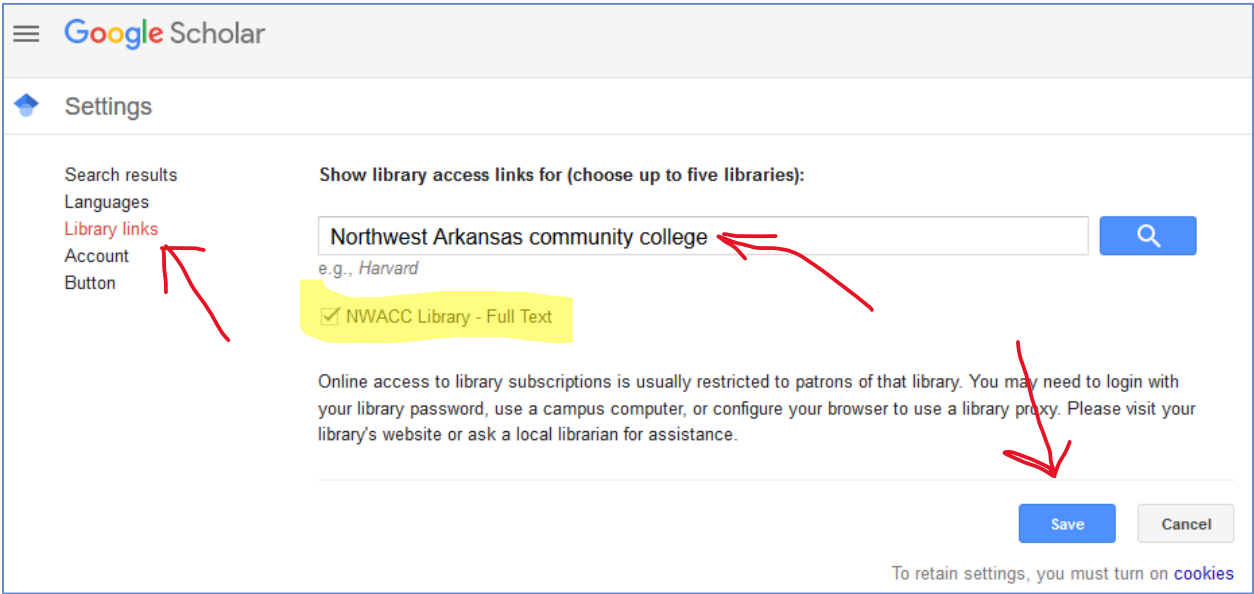 Google Scholar
Settings
Search results
Languages
Library links
Account
Button
Show library access links for (choose up to five libraries):
Northwest Arkansas community college
e.g., Harvard
NWACC Library - Full Text
Online access to library subscriptions is usually restricted to patrons of that library. You may need to login with
your library password, use a campus computer, or configure your browser to use a library proxy. Please visit your
library's website or ask a local librarian for assistance.
Save Cancel
To retain settings, you must turn on cookies